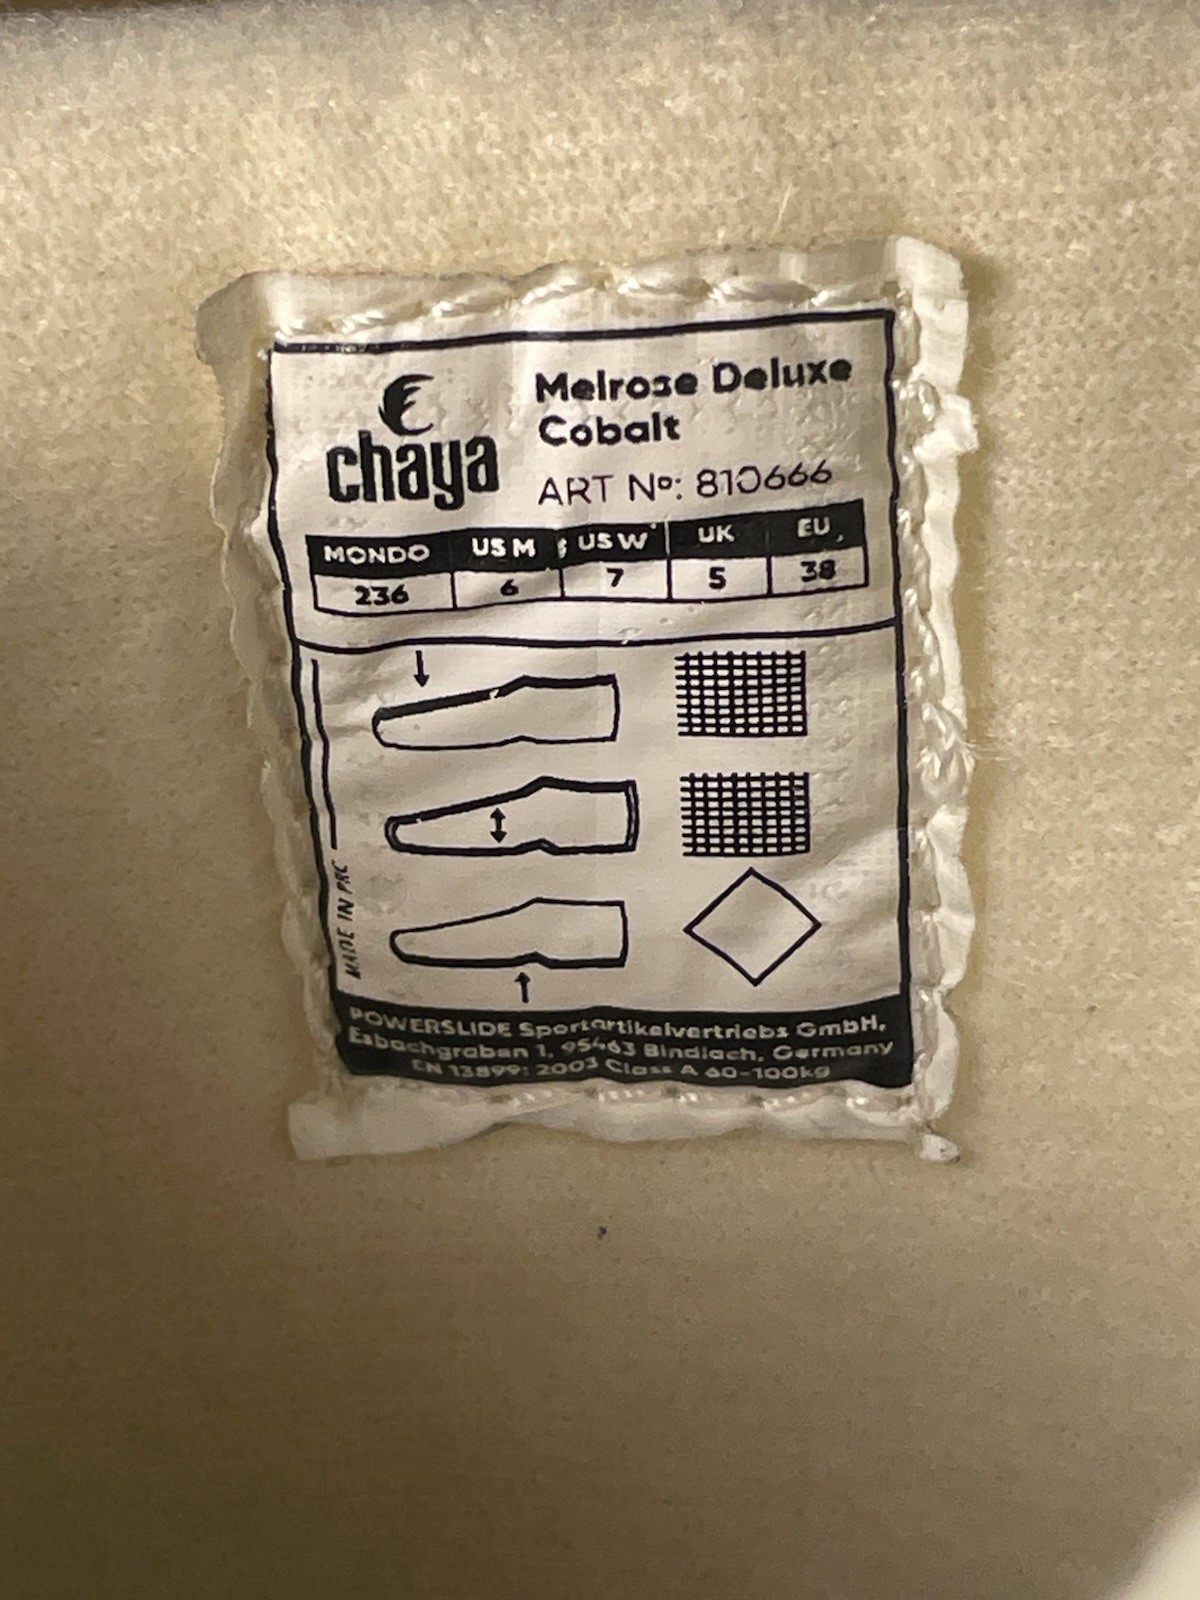 chaya
Melrose Deluxe
Cobalt
ART Nº: 810666
MONDO US M US W UK EU
236 6 7 5 38
MADE IN PRC
POWERSLIDE Sportartikelvertriebs GmbH,
Esbachgraben 1, 95463 Bindlach, Germany
EN 13899: 2003 Class A 60-100kg